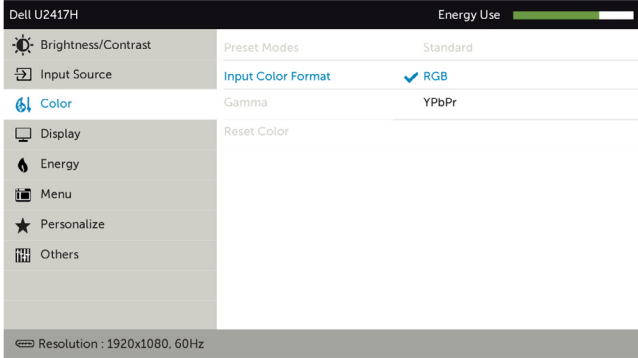 Dell U2417H Energy Use
Brightness/Contrast Preset Modes Standard
Input Source Input Color Format RGB
Color Gamma YPbPr
Display Reset Color
Energy
Menu
Personalize
Others
Resolution : 1920x1080, 60Hz